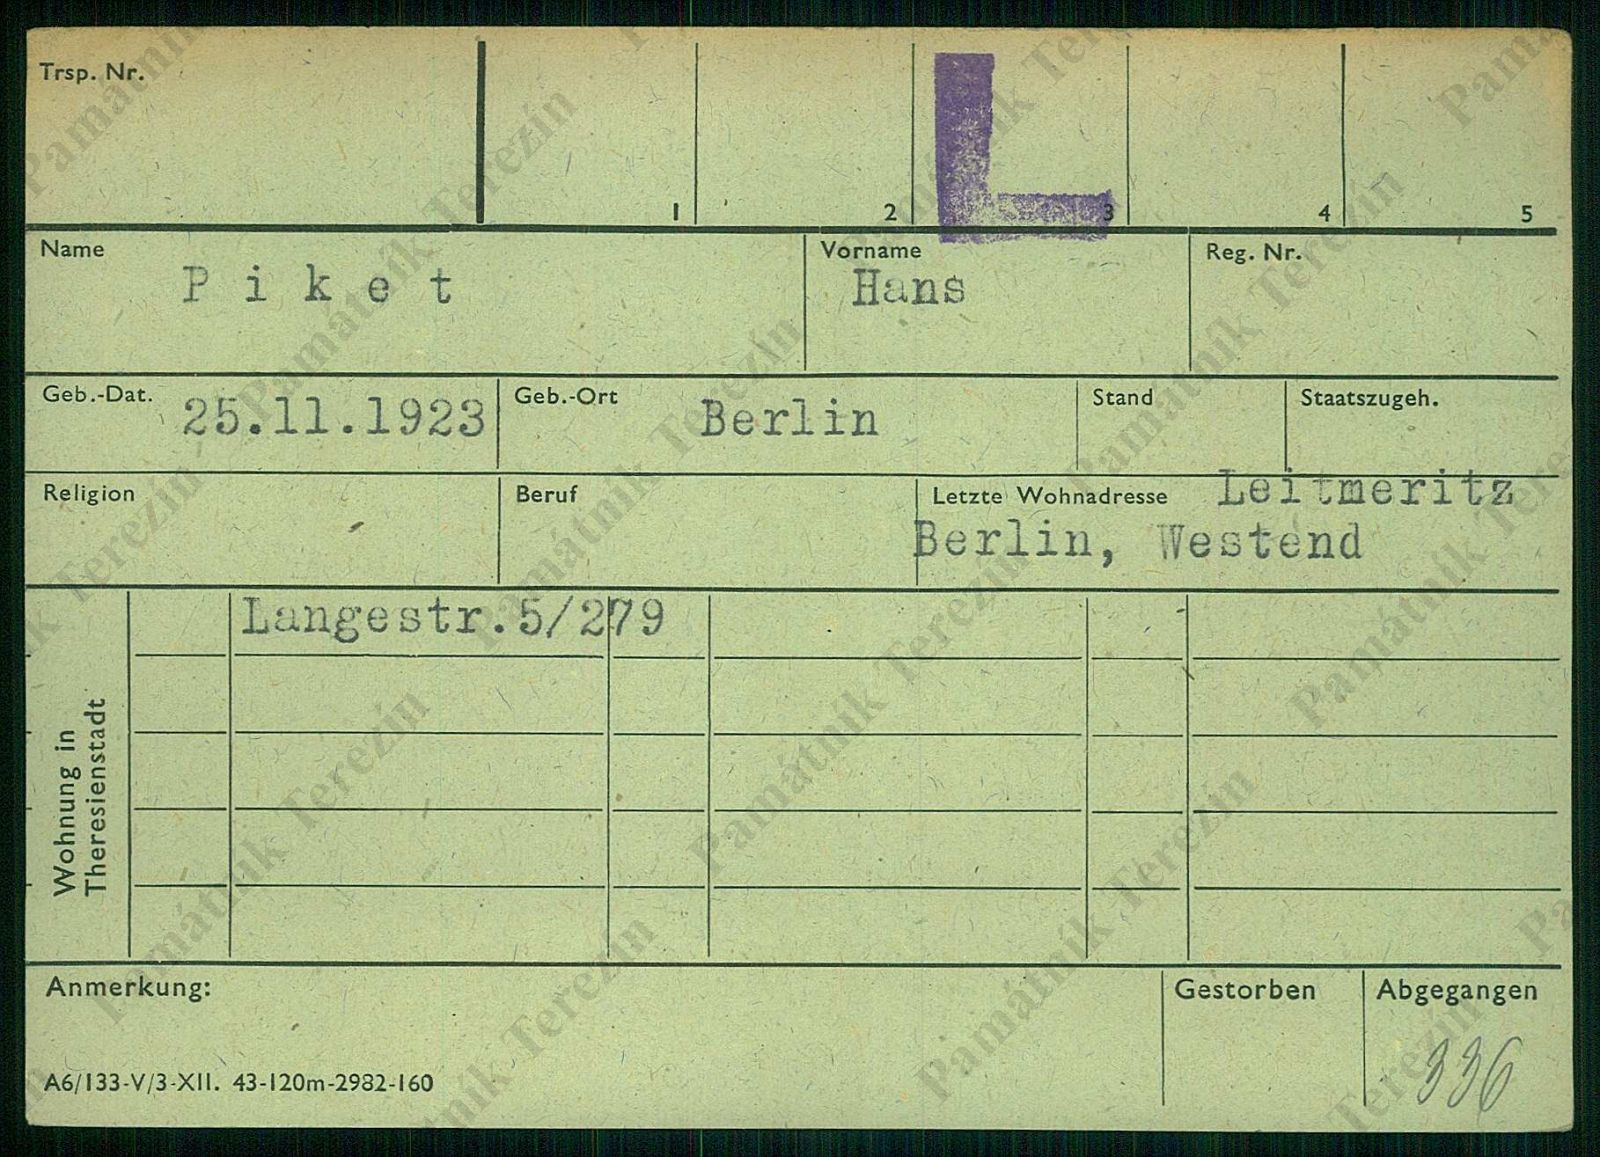 Trsp. Nr.
1 2 3 4 5
L
Name Vorname Reg. Nr.
Piket Hans
Geb.-Dat. 25.11.1923 Geb.-Ort Berlin Stand Staatszugeh.
Religion Beruf Letzte Wohnadresse Leitmeritz
Berlin, Westend
Langestr.5/279
Wohnung in
Theresienstadt
Anmerkung: Gestorben Abgegangen
336
A6/133-V/3-XII. 43-120m-2982-160
Památník Terezín